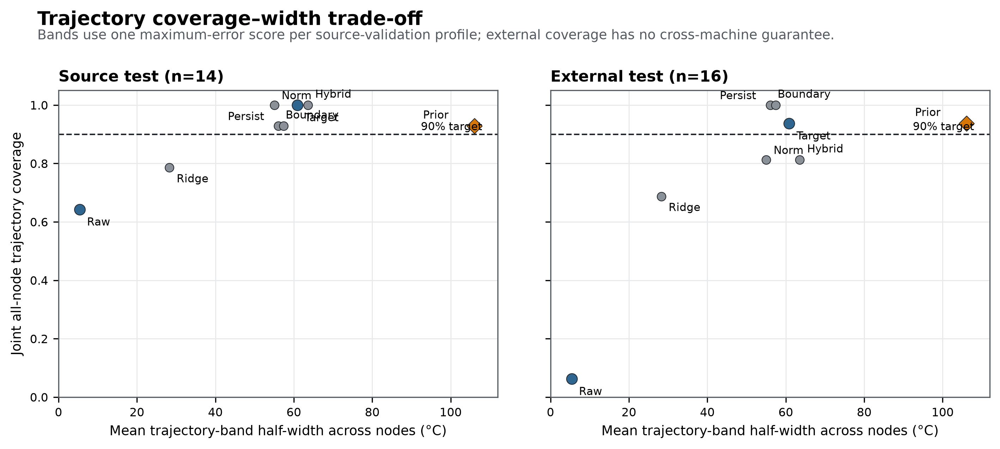 Trajectory coverage–width trade-off
Bands use one maximum-error score per source-validation profile; external coverage has no cross-machine guarantee.
Source test (n=14)
Joint all-node trajectory coverage
1.0
0.8
0.6
0.4
0.2
0.0
Norm
Hybrid
Persist
Boundary
Target
Prior
90% target
Ridge
Raw
0 20 40 60 80 100
Mean trajectory-band half-width across nodes (°C)
External test (n=16)
Persist
Boundary
Prior
90% target
Target
Norm
Hybrid
Ridge
Raw
0 20 40 60 80 100
Mean trajectory-band half-width across nodes (°C)